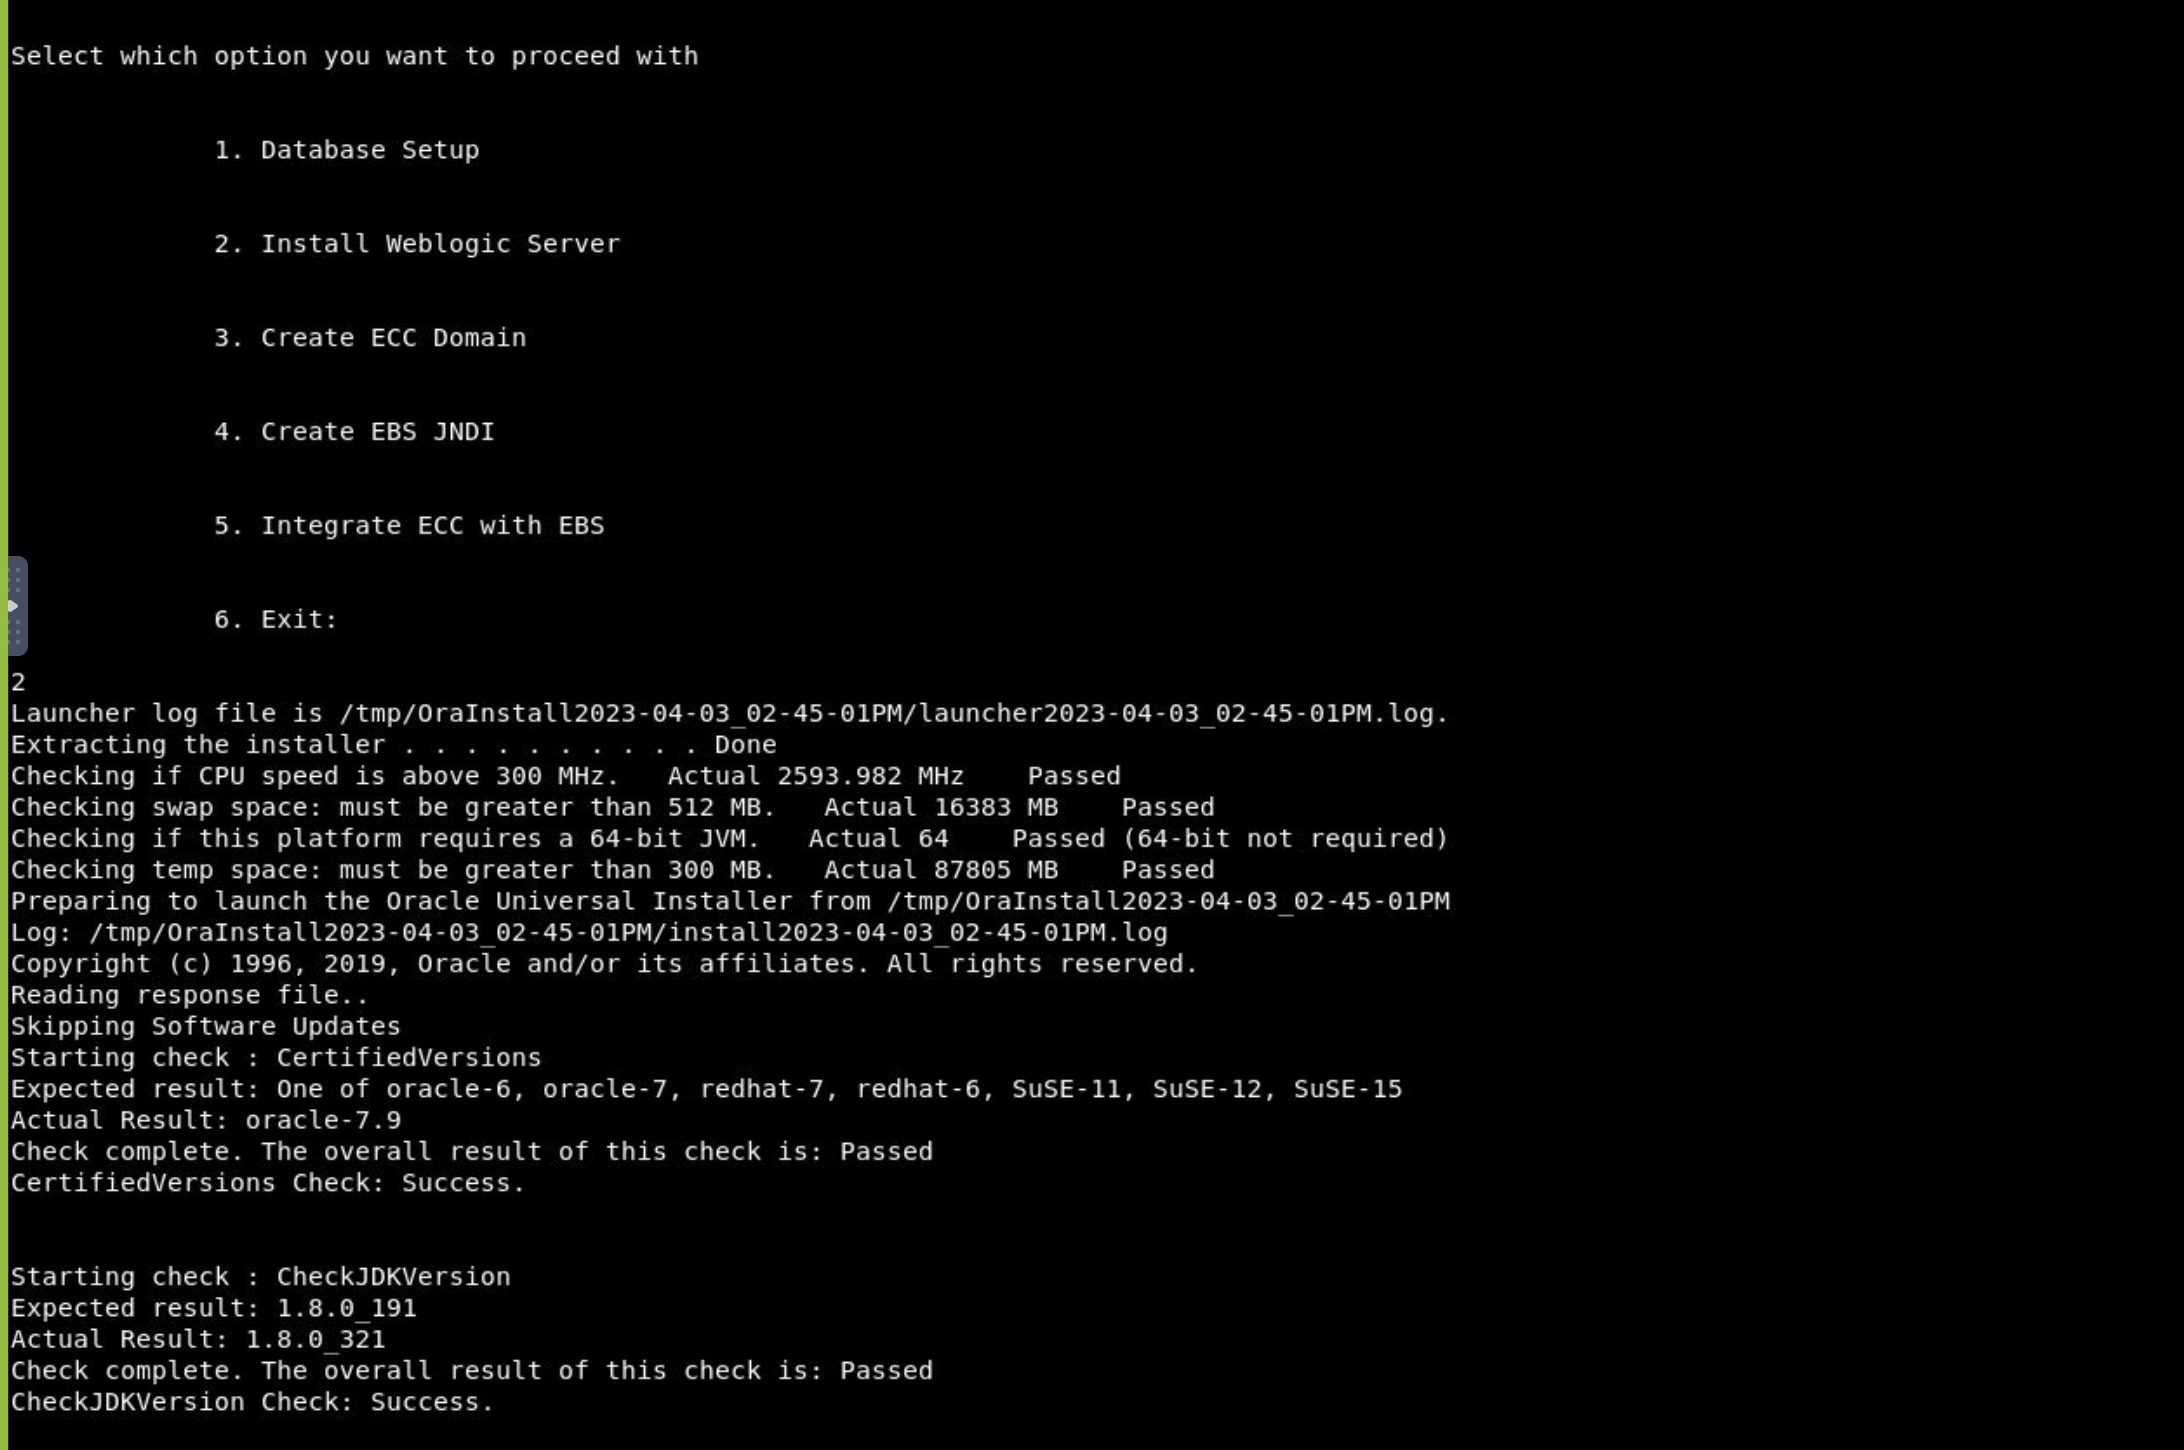 Select which option you want to proceed with
1. Database Setup
2. Install Weblogic Server
3. Create ECC Domain
4. Create EBS JNDI
5. Integrate ECC with EBS
6. Exit:
2
Launcher log file is /tmp/OraInstall2023-04-03_02-45-01PM/launcher2023-04-03_02-45-01PM.log.
Extracting the installer . . . . . . . . . . Done
Checking if CPU speed is above 300 MHz.   Actual 2593.982 MHz    Passed
Checking swap space: must be greater than 512 MB.   Actual 16383 MB    Passed
Checking if this platform requires a 64-bit JVM.   Actual 64    Passed (64-bit not required)
Checking temp space: must be greater than 300 MB.   Actual 87805 MB    Passed
Preparing to launch the Oracle Universal Installer from /tmp/OraInstall2023-04-03_02-45-01PM
Log: /tmp/OraInstall2023-04-03_02-45-01PM/install2023-04-03_02-45-01PM.log
Copyright (c) 1996, 2019, Oracle and/or its affiliates. All rights reserved.
Reading response file..
Skipping Software Updates
Starting check : CertifiedVersions
Expected result: One of oracle-6, oracle-7, redhat-7, redhat-6, SuSE-11, SuSE-12, SuSE-15
Actual Result: oracle-7.9
Check complete. The overall result of this check is: Passed
CertifiedVersions Check: Success.
Starting check : CheckJDKVersion
Expected result: 1.8.0_191
Actual Result: 1.8.0_321
Check complete. The overall result of this check is: Passed
CheckJDKVersion Check: Success.